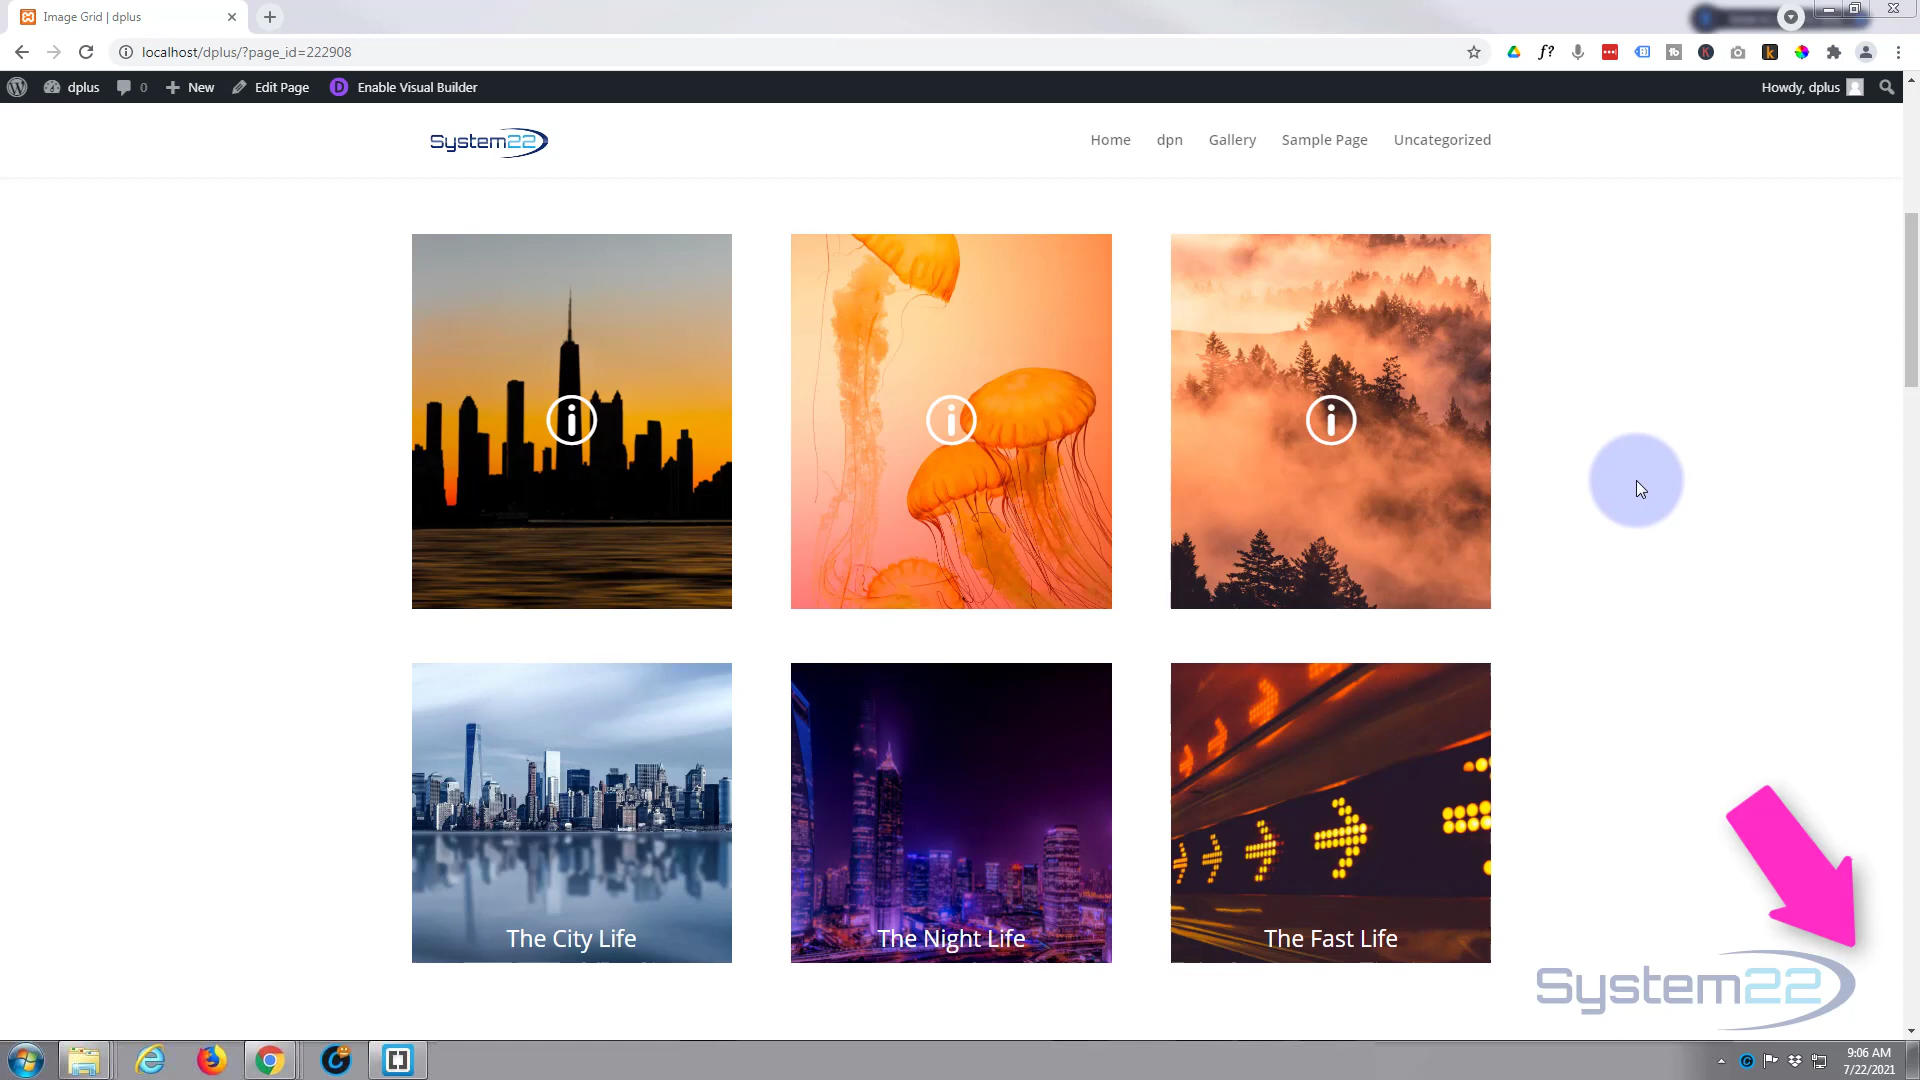 Image Grid | dplus
localhost/dplus/?page_id=222908
dplus 0 New Edit Page D Enable Visual Builder Howdy, dplus
System22 Home dpn Gallery Sample Page Uncategorized
The City Life The Night Life The Fast Life
System22
9:06 AM
7/22/2021